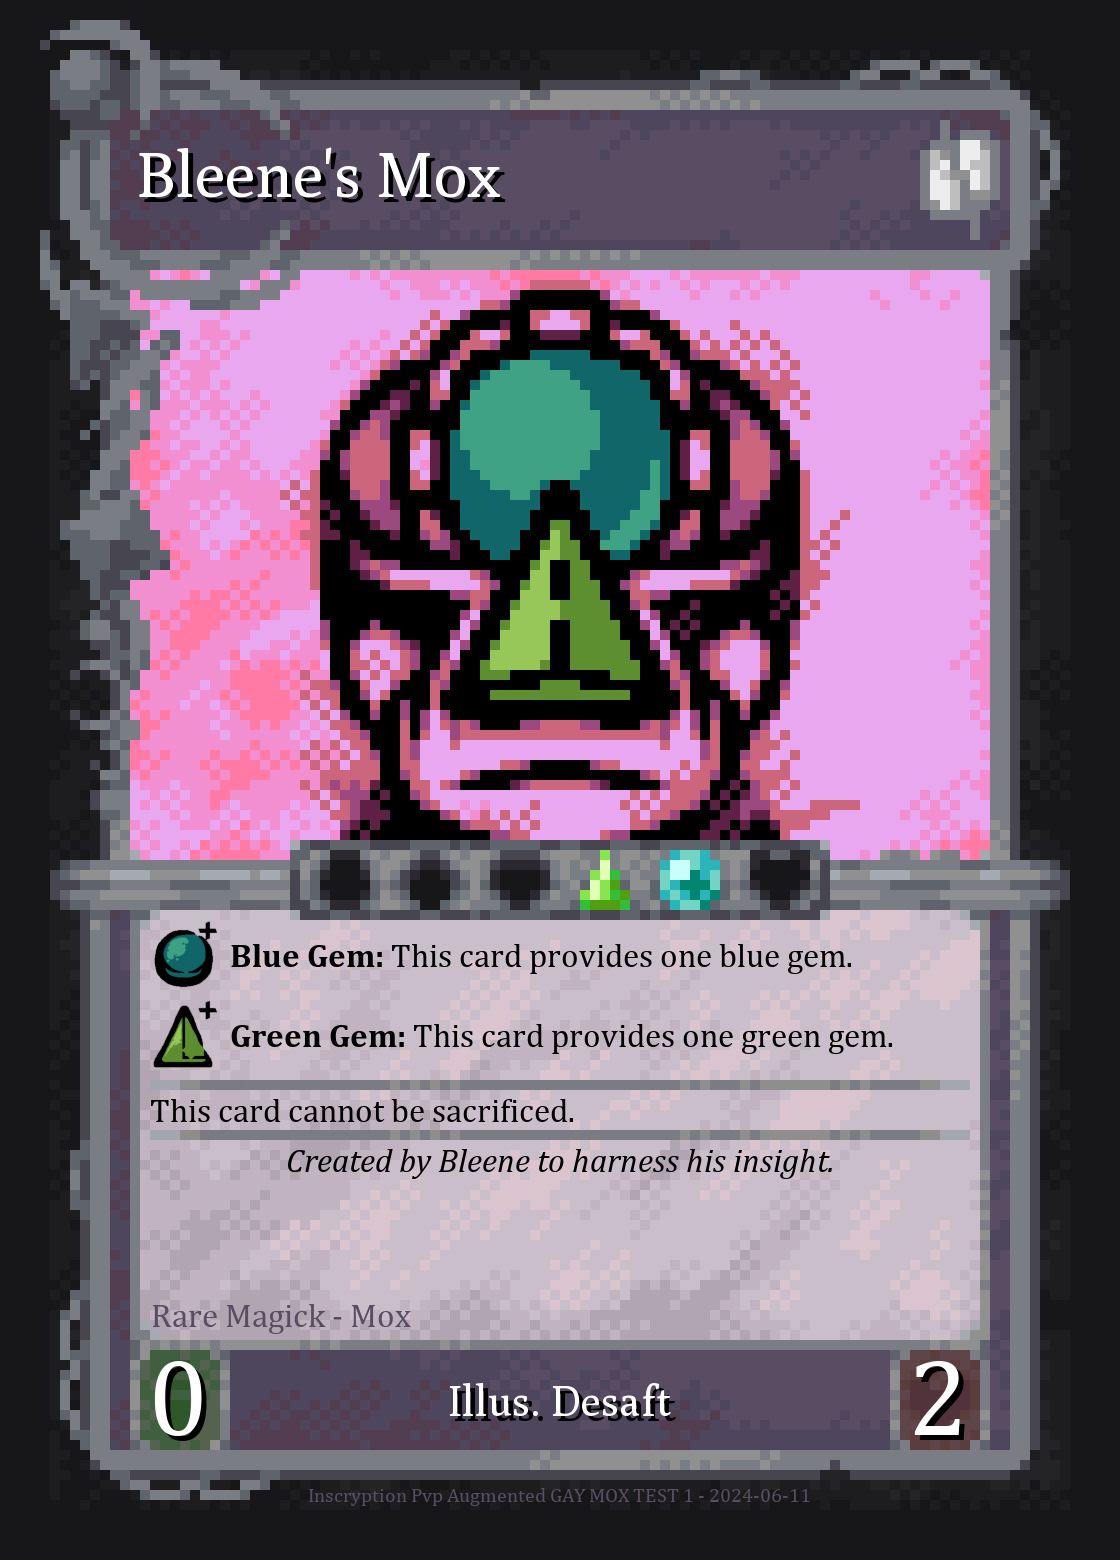 Bleene's Mox
Blue Gem: This card provides one blue gem.
Green Gem: This card provides one green gem.
This card cannot be sacrificed.
Created by Bleene to harness his insight.
Rare Magick - Mox
0
Illus. Desaft
2
Inscryption Pvp Augmented GAY MOX TEST 1 - 2024-06-11